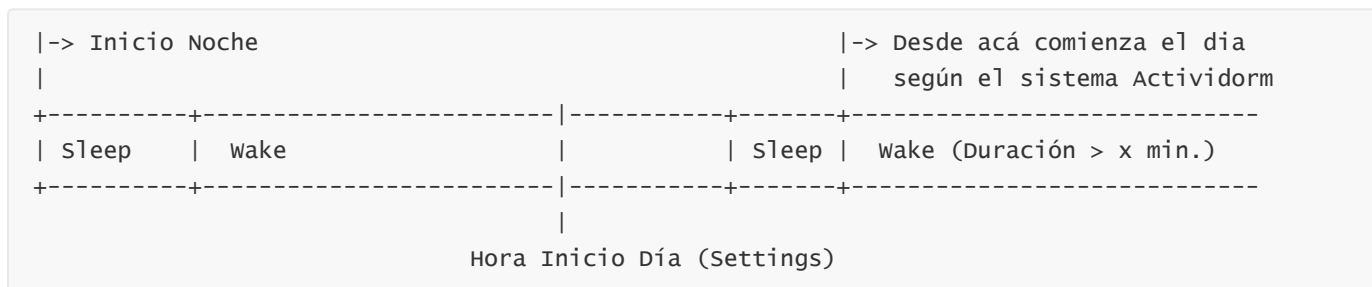 |-> Inicio Noche                                         |-> Desde acá comienza el dia
|                                                        |   según el sistema Actividorm
+----------+-------------------------|-----------+-------+-----------------------------
| Sleep    |  Wake                   |           | Sleep |  Wake (Duración > x min.)
+----------+-------------------------|-----------+-------+-----------------------------
|
Hora Inicio Día (Settings)